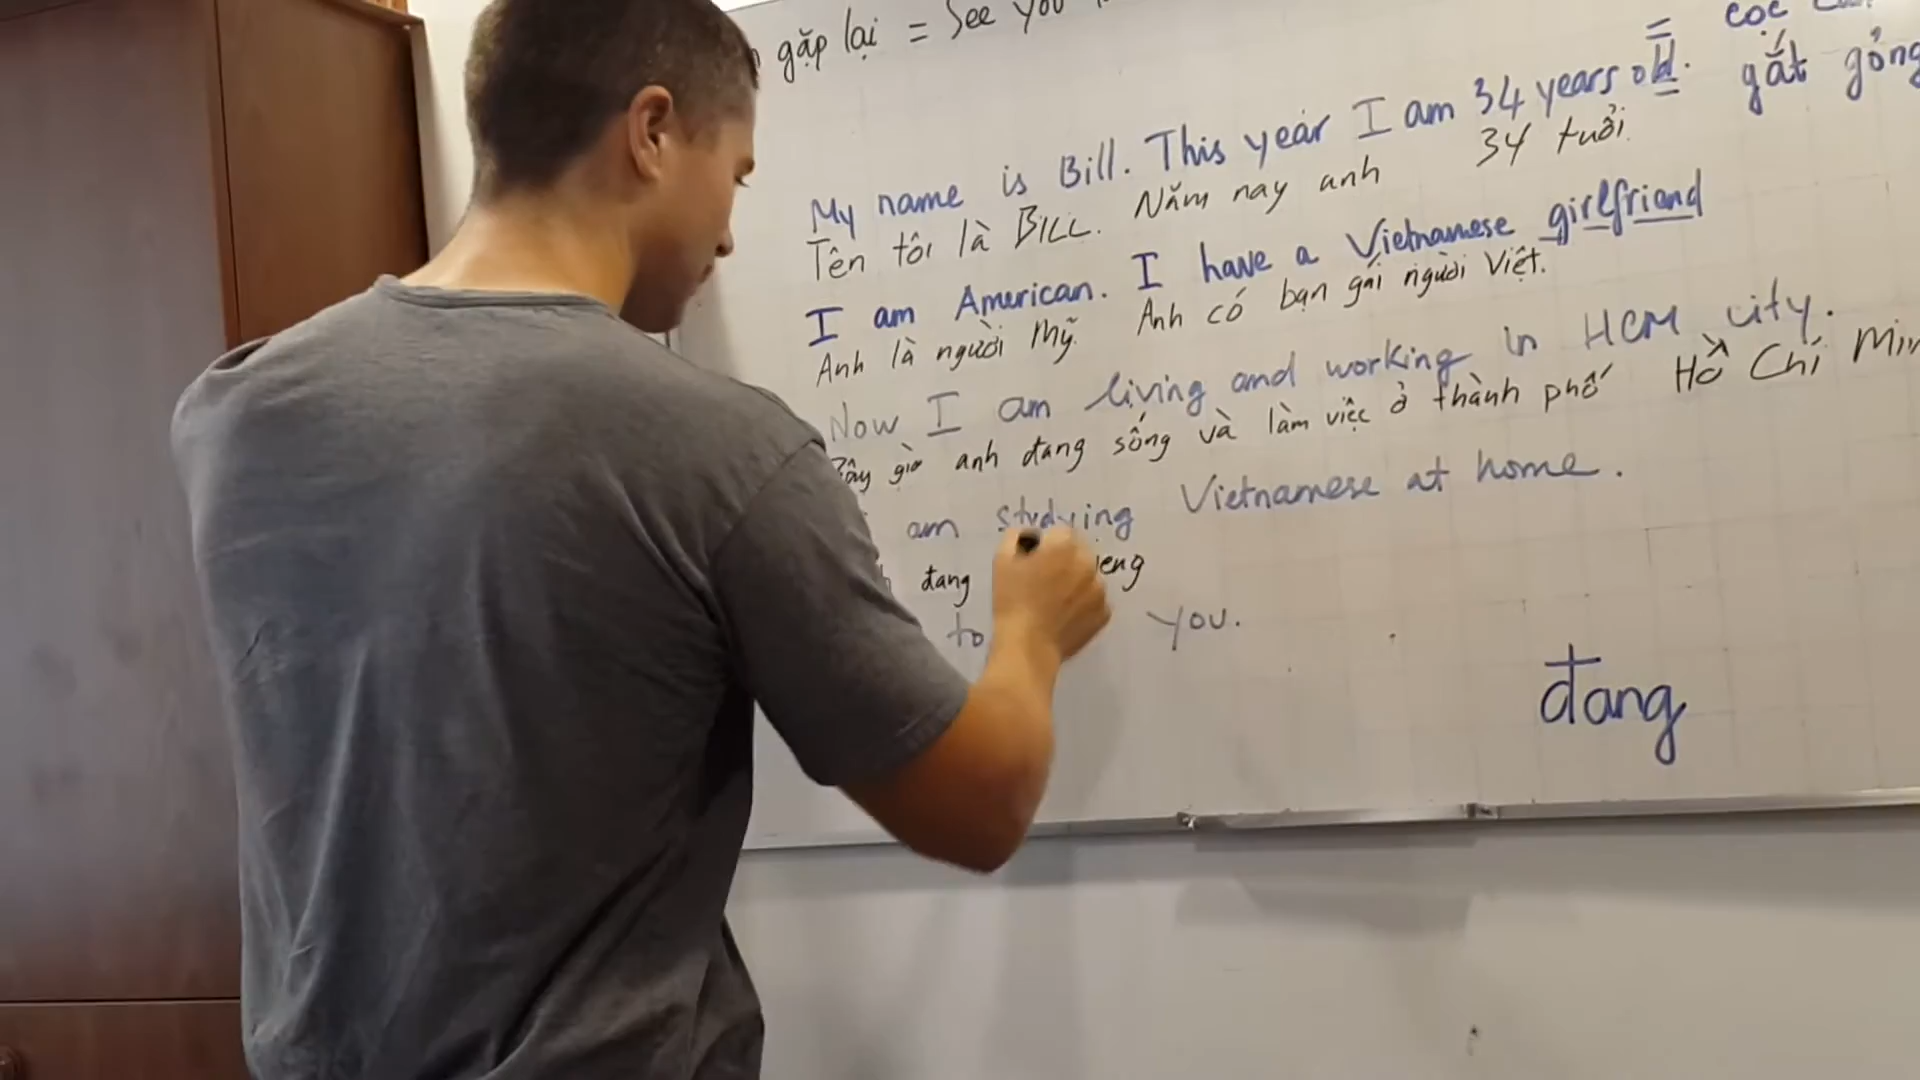 gặp lại = See you
cọc
gắt gỏng
My name is Bill. This year I am 34 years old.
Tên tôi là BILL. Năm nay anh 34 tuổi.
I am American. I have a Vietnamese girlfriend
Anh là người Mỹ. Anh có bạn gái người Việt.
Now I am living and working in HCM city.
giờ anh đang sống và làm việc ở thành phố Hồ Chí
am studying Vietnamese at home.
đang
to you.
đang